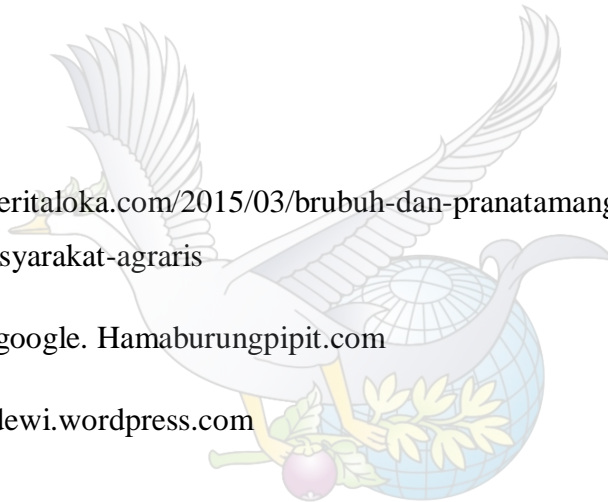 eritaloka.com/2015/03/brubuh-dan-pranatamang
syarakat-agraris
google. Hamaburungpipit.com
dewi.wordpress.com